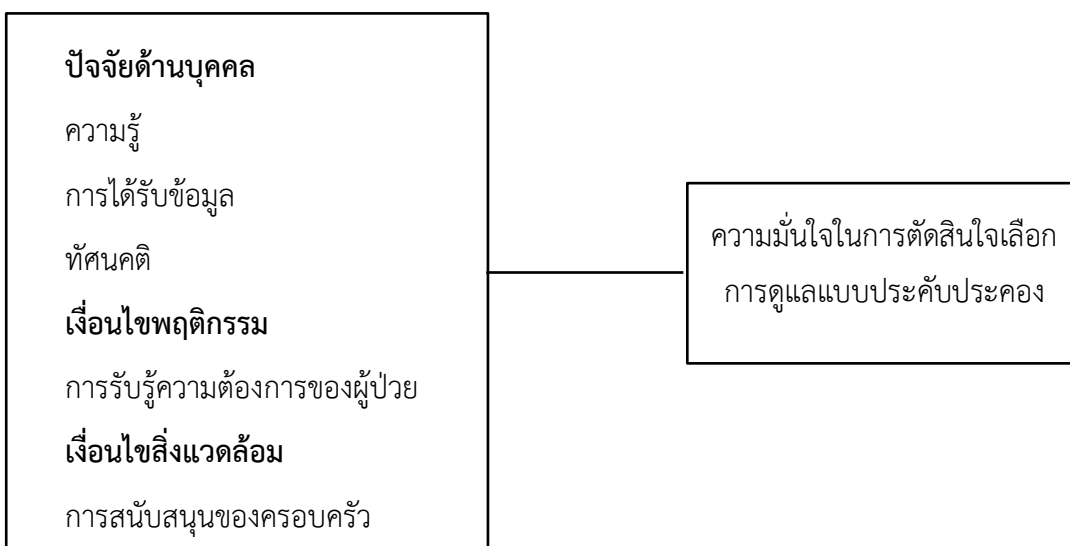 ปัจจัยด้านบุคคล
ความรู้
การได้รับข้อมูล
ทัศนคติ
เงื่อนไขพฤติกรรม
การรับรู้ความต้องการของผู้ป่วย
เงื่อนไขสิ่งแวดล้อม
การสนับสนุนของครอบครัว
ความมั่นใจในการตัดสินใจเลือก
การดูแลแบบประคับประคอง